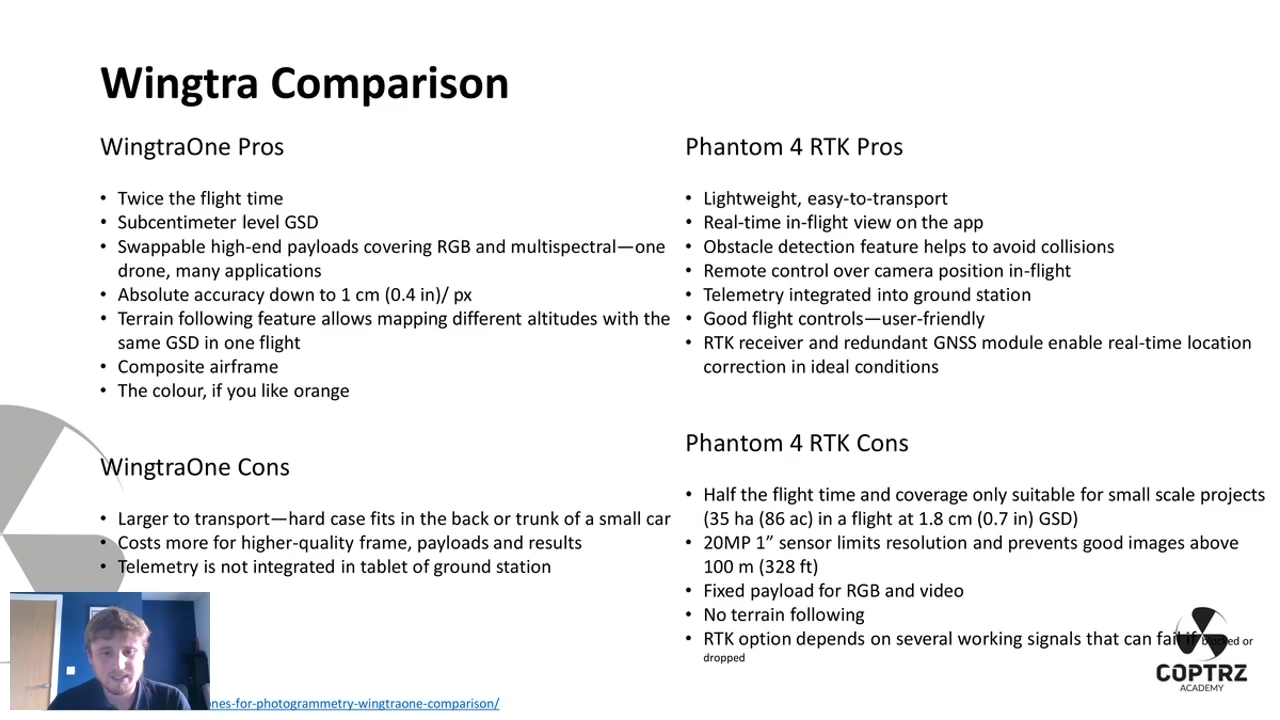 Wingtra Comparison
WingtraOne Pros
• Twice the flight time
• Subcentimeter level GSD
• Swappable high-end payloads covering RGB and multispectral—one
drone, many applications
• Absolute accuracy down to 1 cm (0.4 in)/ px
• Terrain following feature allows mapping different altitudes with the
same GSD in one flight
• Composite airframe
• The colour, if you like orange
WingtraOne Cons
• Larger to transport—hard case fits in the back or trunk of a small car
• Costs more for higher-quality frame, payloads and results
• Telemetry is not integrated in tablet of ground station
Phantom 4 RTK Pros
• Lightweight, easy-to-transport
• Real-time in-flight view on the app
• Obstacle detection feature helps to avoid collisions
• Remote control over camera position in-flight
• Telemetry integrated into ground station
• Good flight controls—user-friendly
• RTK receiver and redundant GNSS module enable real-time location
correction in ideal conditions
Phantom 4 RTK Cons
• Half the flight time and coverage only suitable for small scale projects
(35 ha (86 ac) in a flight at 1.8 cm (0.7 in) GSD)
• 20MP 1” sensor limits resolution and prevents good images above
100 m (328 ft)
• Fixed payload for RGB and video
• No terrain following
• RTK option depends on several working signals that can fail if blocked or
dropped
ones-for-photogrammetry-wingtraone-comparison/
COPTRZ
ACADEMY